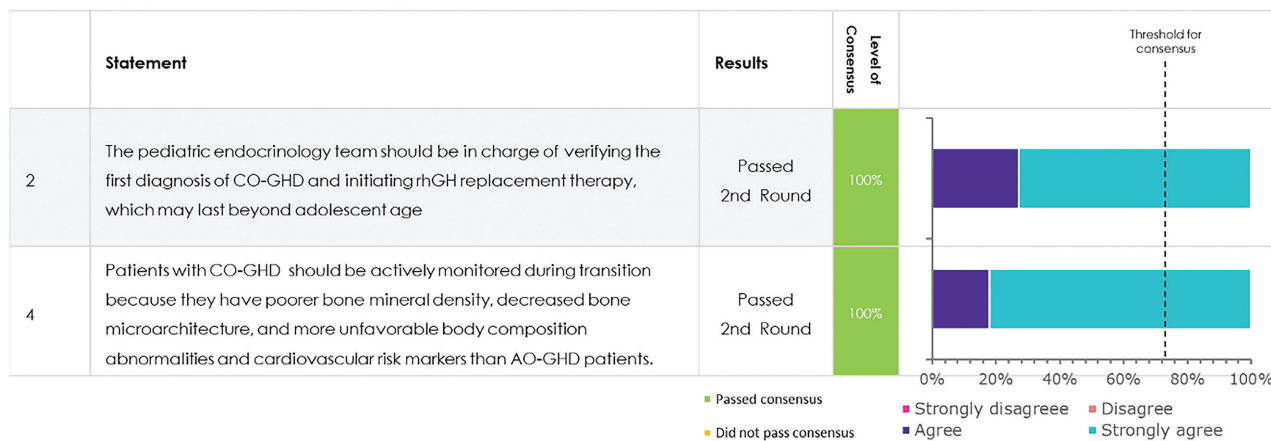 Statement
Results
Level of
Consensus
Threshold for
consensus
2
The pediatric endocrinology team should be in charge of verifying the
first diagnosis of CO-GHD and initiating rhGH replacement therapy,
which may last beyond adolescent age
Passed
2nd Round
100%
4
Patients with CO-GHD should be actively monitored during transition
because they have poorer bone mineral density, decreased bone
microarchitecture, and more unfavorable body composition
abnormalities and cardiovascular risk markers than AO-GHD patients.
Passed
2nd Round
100%
0% 20% 40% 60% 80% 100%
Passed consensus
Did not pass consensus
Strongly disagreee Disagree
Agree Strongly agree